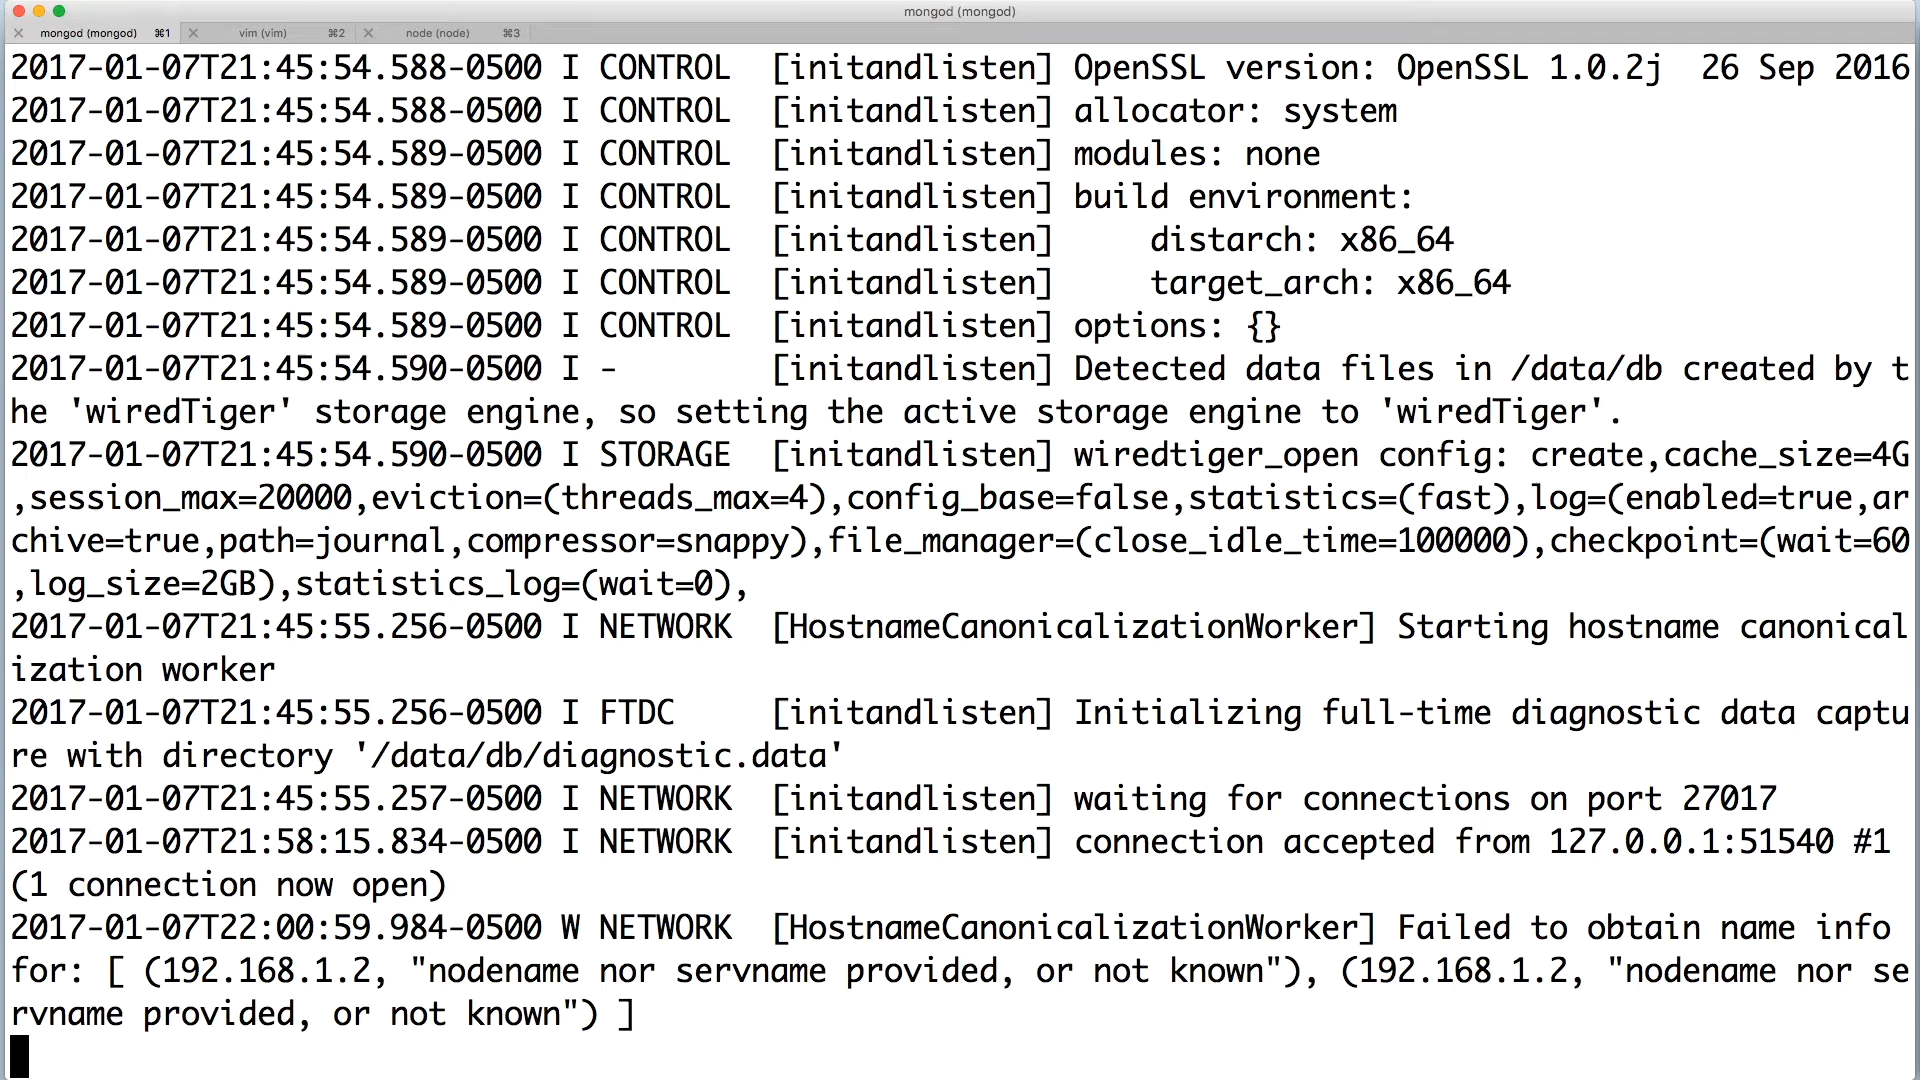 mongod (mongod)
mongod (mongod) ⌘1 vim (vim) ⌘2 node (node) ⌘3
2017-01-07T21:45:54.588-0500 I CONTROL  [initandlisten] OpenSSL version: OpenSSL 1.0.2j  26 Sep 2016
2017-01-07T21:45:54.588-0500 I CONTROL  [initandlisten] allocator: system
2017-01-07T21:45:54.589-0500 I CONTROL  [initandlisten] modules: none
2017-01-07T21:45:54.589-0500 I CONTROL  [initandlisten] build environment:
2017-01-07T21:45:54.589-0500 I CONTROL  [initandlisten]     distarch: x86_64
2017-01-07T21:45:54.589-0500 I CONTROL  [initandlisten]     target_arch: x86_64
2017-01-07T21:45:54.589-0500 I CONTROL  [initandlisten] options: {}
2017-01-07T21:45:54.590-0500 I -        [initandlisten] Detected data files in /data/db created by t
he 'wiredTiger' storage engine, so setting the active storage engine to 'wiredTiger'.
2017-01-07T21:45:54.590-0500 I STORAGE  [initandlisten] wiredtiger_open config: create,cache_size=4G
,session_max=20000,eviction=(threads_max=4),config_base=false,statistics=(fast),log=(enabled=true,ar
chive=true,path=journal,compressor=snappy),file_manager=(close_idle_time=100000),checkpoint=(wait=60
,log_size=2GB),statistics_log=(wait=0),
2017-01-07T21:45:55.256-0500 I NETWORK  [HostnameCanonicalizationWorker] Starting hostname canonical
ization worker
2017-01-07T21:45:55.256-0500 I FTDC     [initandlisten] Initializing full-time diagnostic data captu
re with directory '/data/db/diagnostic.data'
2017-01-07T21:45:55.257-0500 I NETWORK  [initandlisten] waiting for connections on port 27017
2017-01-07T21:58:15.834-0500 I NETWORK  [initandlisten] connection accepted from 127.0.0.1:51540 #1
(1 connection now open)
2017-01-07T22:00:59.984-0500 W NETWORK  [HostnameCanonicalizationWorker] Failed to obtain name info
for: [ (192.168.1.2, "nodename nor servname provided, or not known"), (192.168.1.2, "nodename nor se
rvname provided, or not known") ]